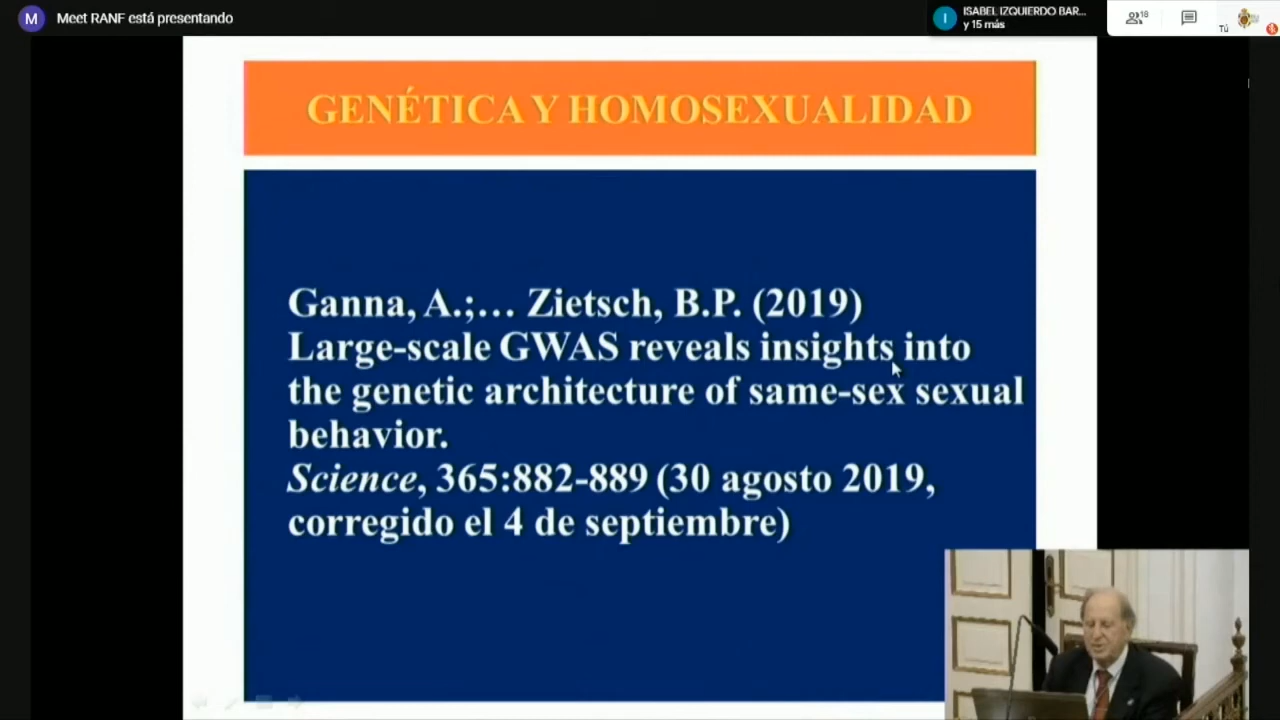 M Meet RANF está presentando
I ISABEL IZQUIERDO BAR...
y 15 más
18
Tú
GENÉTICA Y HOMOSEXUALIDAD
Ganna, A.;… Zietsch, B.P. (2019)
Large-scale GWAS reveals insights into
the genetic architecture of same-sex sexual
behavior.
Science, 365:882-889 (30 agosto 2019,
corregido el 4 de septiembre)